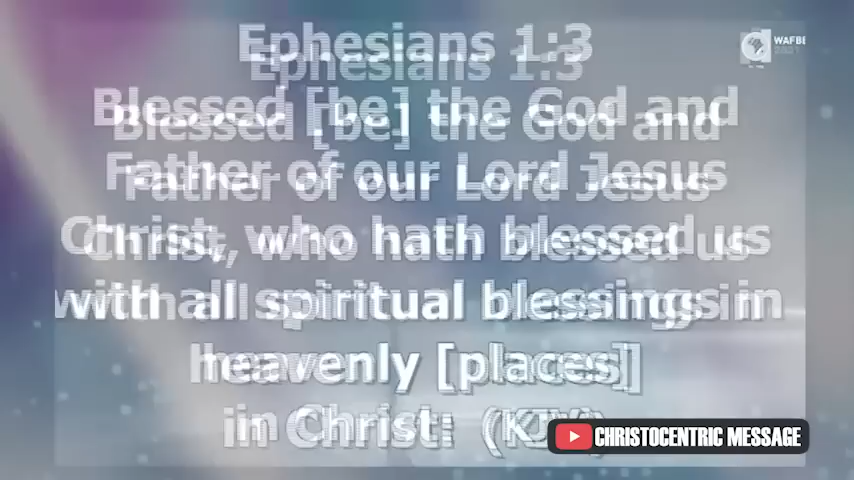 Ephesians 1:3
Blessed [be] the God and
Father of our Lord Jesus
Christ, who hath blessed us
with all spiritual blessings in
heavenly [places]
in Christ: (KJV)
WAFBE
CHRISTOCENTRIC MESSAGE